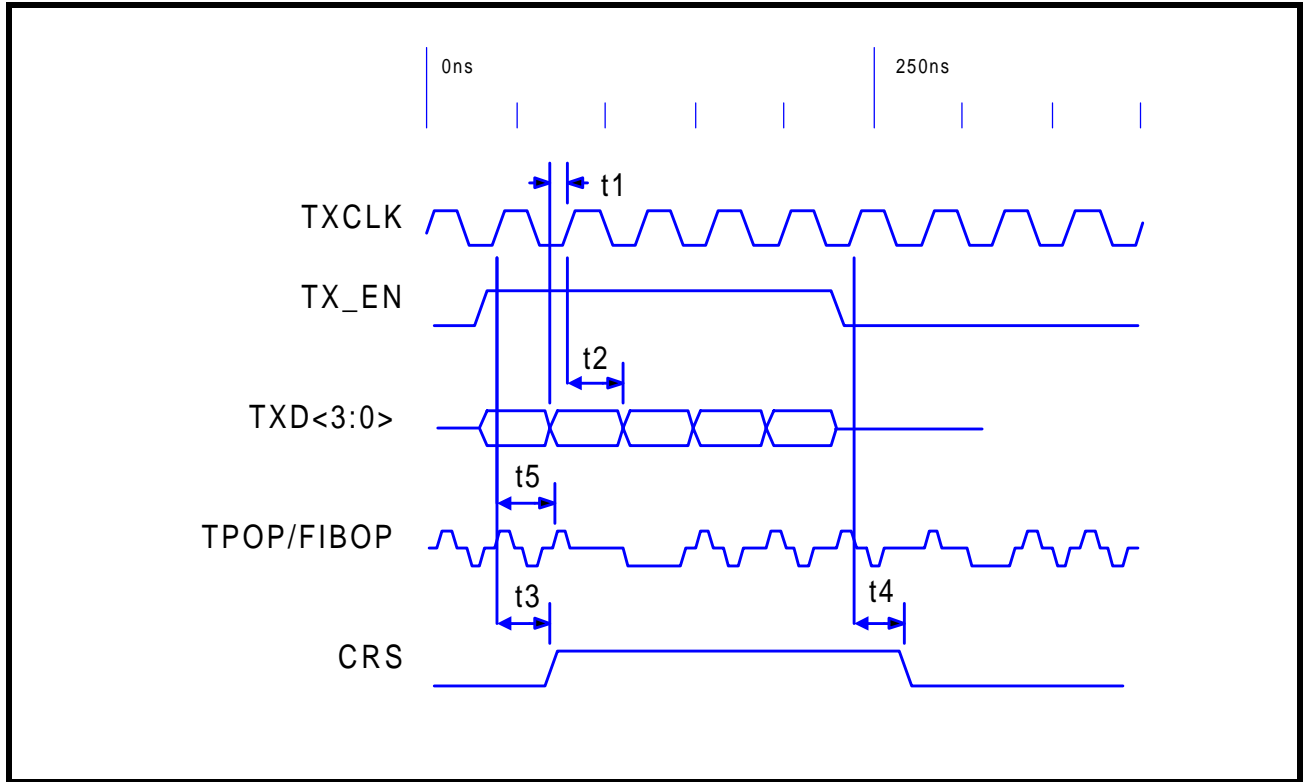 0ns
250ns
t1
TXCLK
TX_EN
t2
TXD<3:0>
t5
TPOP/FIBOP
t3
t4
CRS